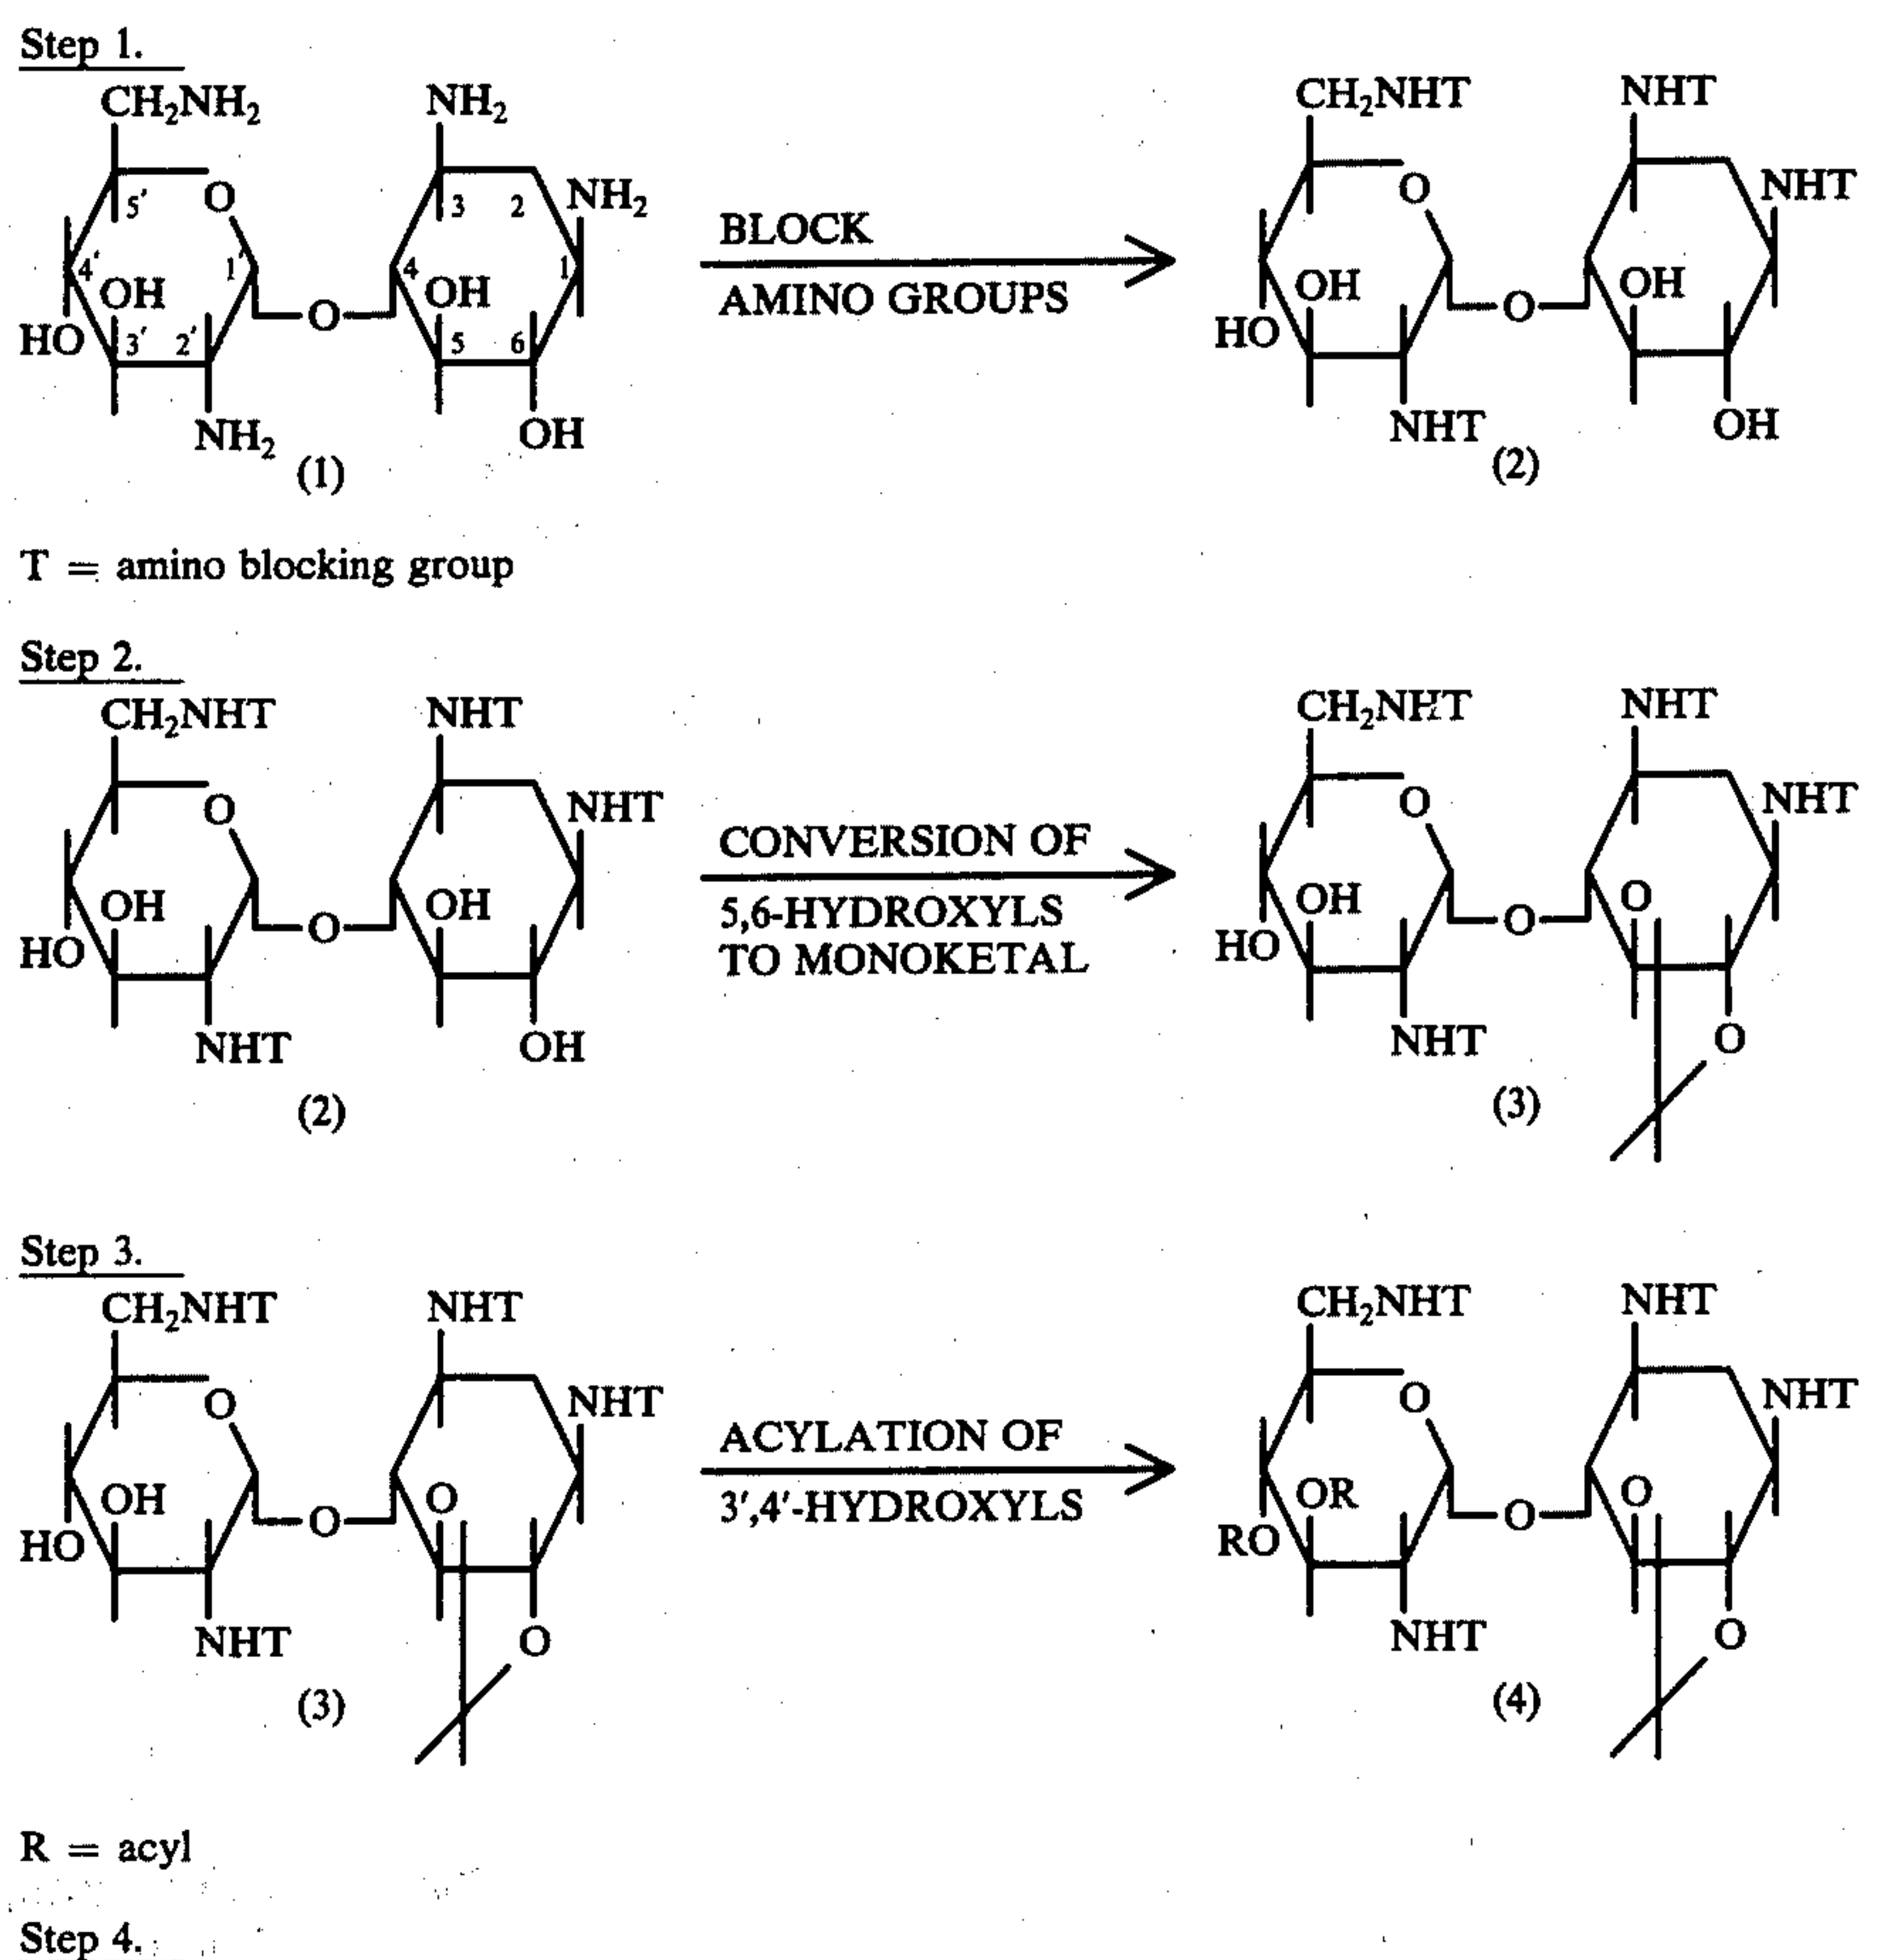 Step 1.
CH₂NH₂ NH₂ CH₂NHT NHT
5' O 3 2 NH₂ O NHT
4' OH 1' 4 OH 1 BLOCK OH OH
HO 3' 2' O 5 6 AMINO GROUPS HO O
NH₂ OH NHT OH
(1) (2)
T = amino blocking group
Step 2.
CH₂NHT NHT CH₂NHT NHT
O NHT O NHT
OH OH CONVERSION OF OH O
HO O 5,6-HYDROXYLS HO O
TO MONOKETAL
NHT OH NHT O
(2) (3)
Step 3.
CH₂NHT NHT CH₂NHT NHT
O NHT O NHT
OH O ACYLATION OF OR O
HO O 3',4'-HYDROXYLS RO O
NHT O NHT O
(3) (4)
R = acyl
Step 4.